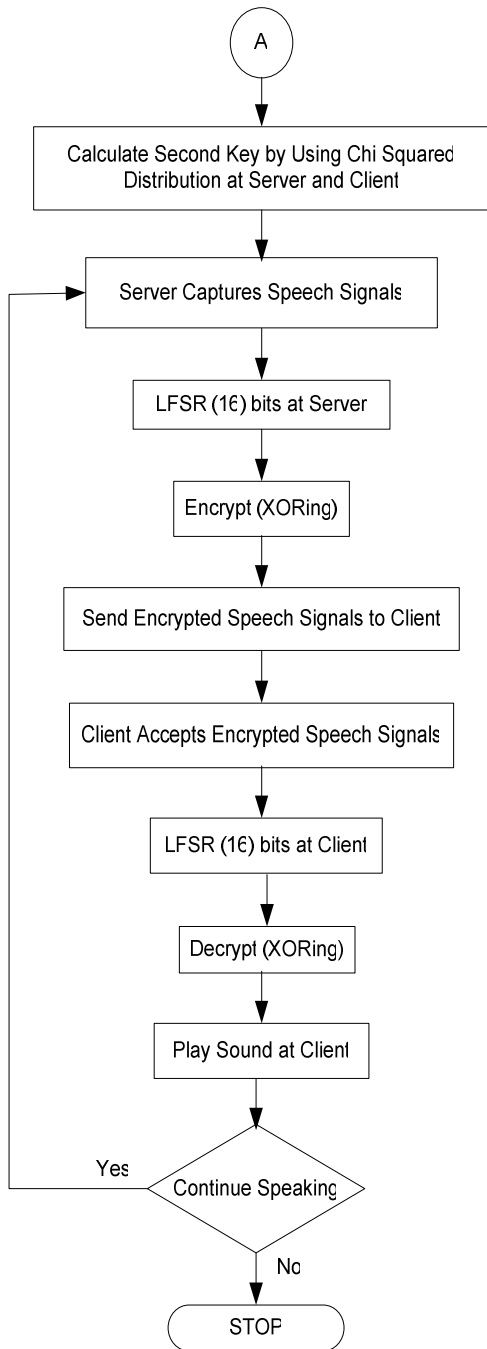 A
Calculate Second Key by Using Chi Squared
Distribution at Server and Client
Server Captures Speech Signals
LFSR (16) bits at Server
Encrypt (XORing)
Send Encrypted Speech Signals to Client
Client Accepts Encrypted Speech Signals
LFSR (16) bits at Client
Decrypt (XORing)
Play Sound at Client
Yes
Continue Speaking
No
STOP